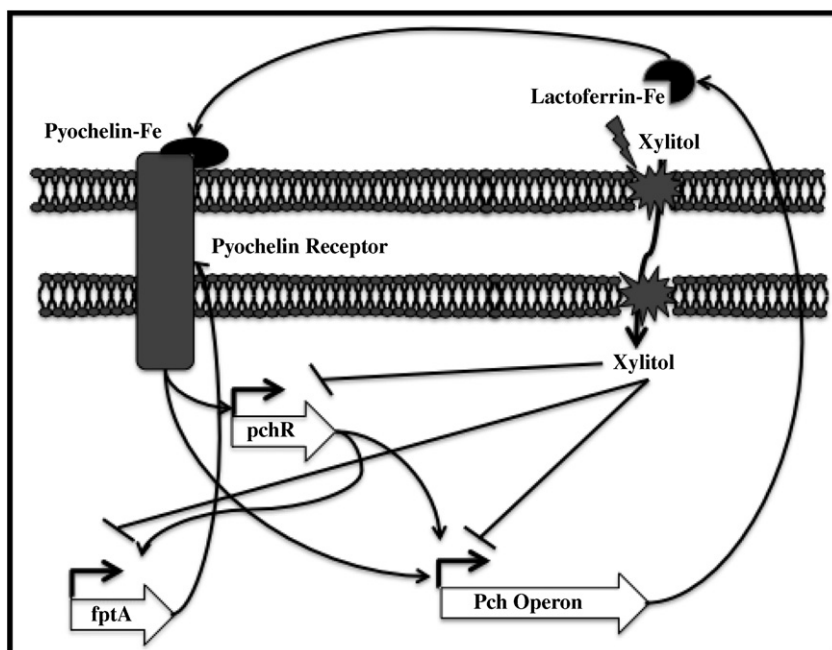 Lactoferrin-Fe
Pyochelin-Fe
Xylitol
Pyochelin Receptor
Xylitol
pchR
fptA
Pch Operon